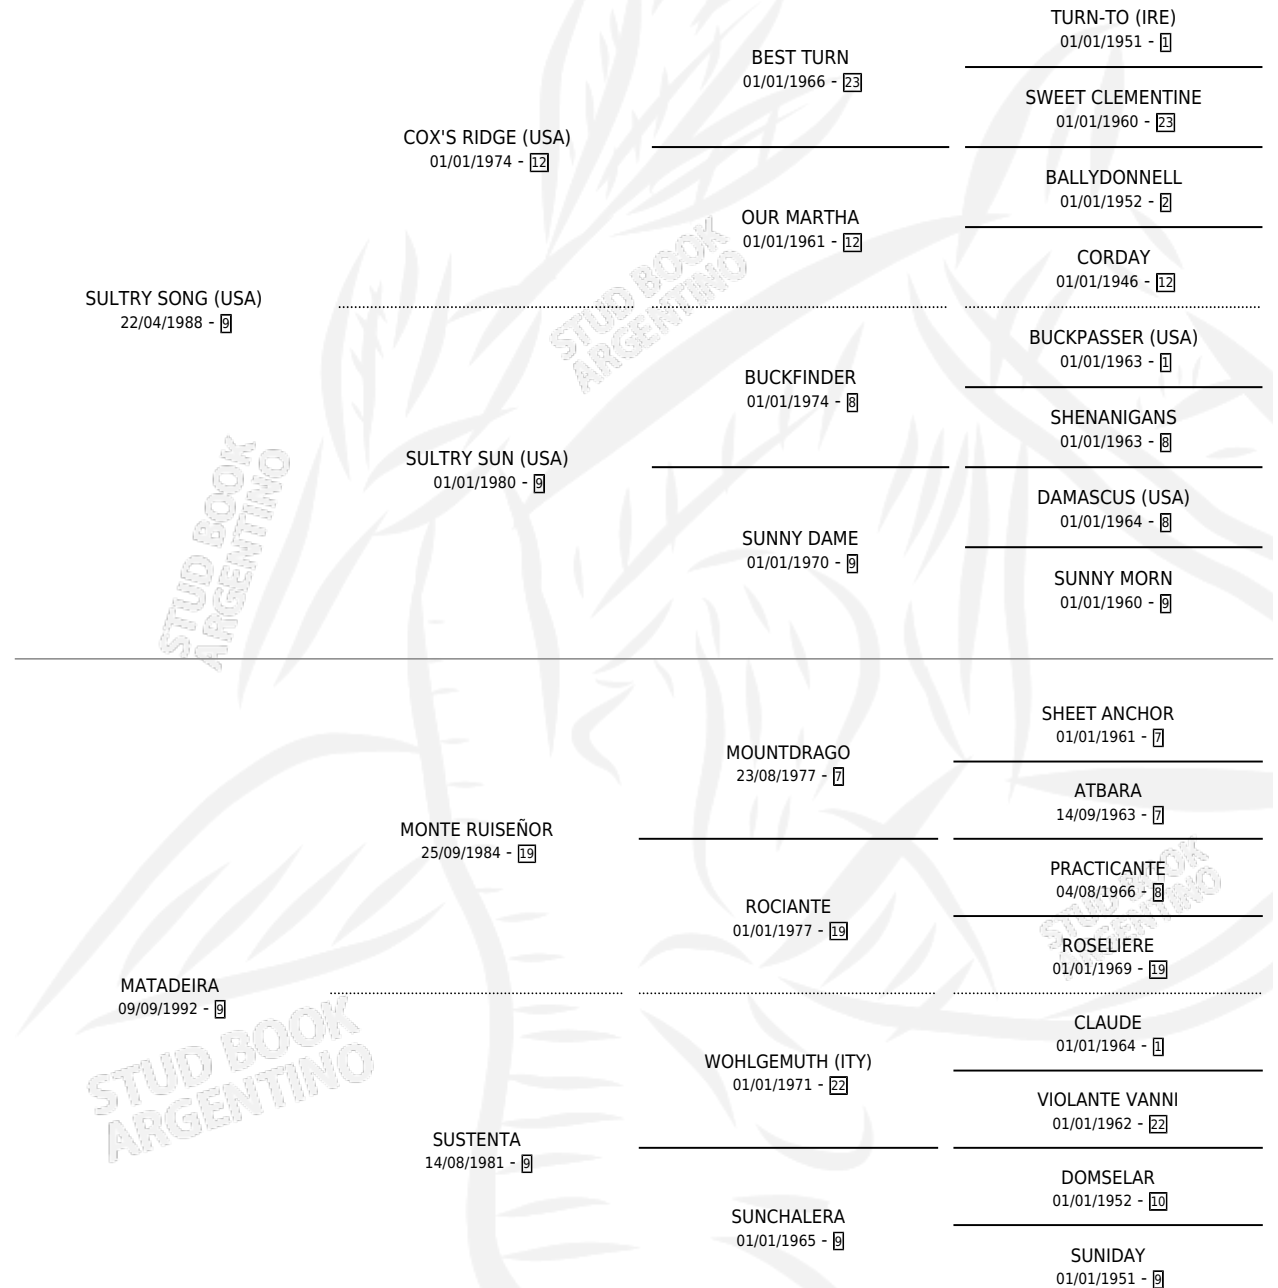 TURN-TO (IRE)
01/01/1951 - 1
BEST TURN
01/01/1966 - 23
SWEET CLEMENTINE
01/01/1960 - 23
COX'S RIDGE (USA)
01/01/1974 - 12
BALLYDONNELL
01/01/1952 - 2
OUR MARTHA
01/01/1961 - 12
CORDAY
01/01/1946 - 12
SULTRY SONG (USA)
22/04/1988 - 9
BUCKPASSER (USA)
01/01/1963 - 1
BUCKFINDER
01/01/1974 - 8
SHENANIGANS
01/01/1963 - 8
SULTRY SUN (USA)
01/01/1980 - 9
DAMASCUS (USA)
01/01/1964 - 8
SUNNY DAME
01/01/1970 - 9
SUNNY MORN
01/01/1960 - 9
SHEET ANCHOR
01/01/1961 - 7
MOUNTDRAGO
23/08/1977 - 7
ATBARA
14/09/1963 - 7
MONTE RUISEÑOR
25/09/1984 - 19
PRACTICANTE
04/08/1966 - 8
ROCIANTE
01/01/1977 - 19
ROSELIERE
01/01/1969 - 19
MATADEIRA
09/09/1992 - 9
CLAUDE
01/01/1964 - 1
WOHLGEMUTH (ITY)
01/01/1971 - 22
VIOLANTE VANNI
01/01/1962 - 22
SUSTENTA
14/08/1981 - 9
DOMSELAR
01/01/1952 - 10
SUNCHALERA
01/01/1965 - 9
SUNIDAY
01/01/1951 - 9
STUD BOOK
ARGENTINO
STUD BOOK
ARGENTINO
STUD BOOK
ARGENTINO
STUD BOOK
ARGENTINO